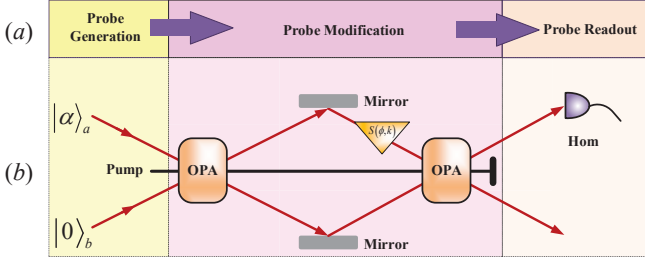 (a)
Probe
Generation
Probe Modification
Probe Readout
|α⟩a
Mirror
S(ϕ,k)
Hom
(b)
Pump
OPA
OPA
|0⟩b
Mirror